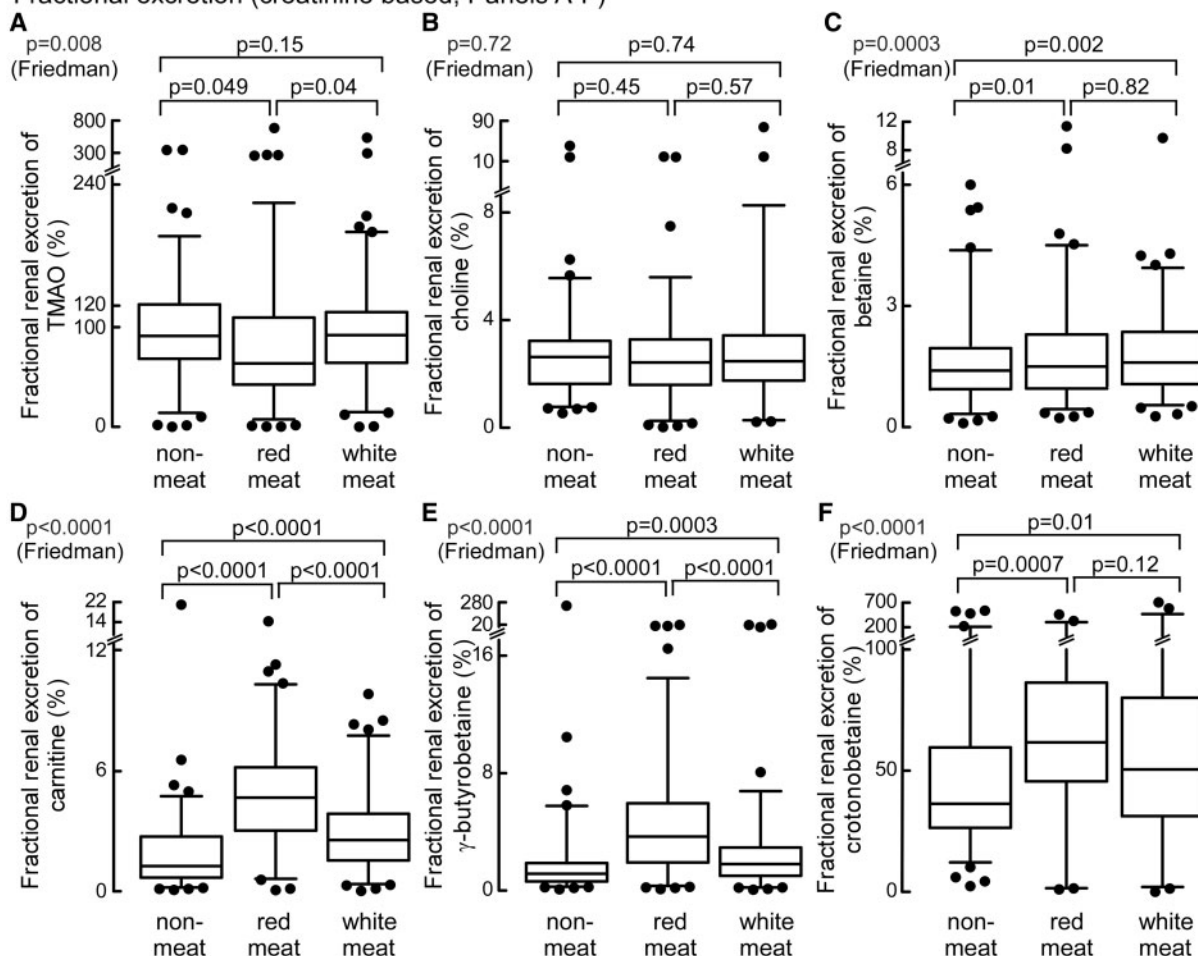 Fractional excretion (creatinine based, Panels A-F)
A
p=0.008
(Friedman)
p=0.15
p=0.049
p=0.04
Fractional renal excretion of
TMAO (%)
800
300
240
120
100
0
non-
meat
red
meat
white
meat
B
p=0.72
(Friedman)
p=0.74
p=0.45
p=0.57
Fractional renal excretion of
choline (%)
90
10
8
4
0
non-
meat
red
meat
white
meat
C
p=0.0003
(Friedman)
p=0.002
p=0.01
p=0.82
Fractional renal excretion of
betaine (%)
12
8
6
3
0
non-
meat
red
meat
white
meat
D
p<0.0001
(Friedman)
p<0.0001
p<0.0001
p<0.0001
Fractional renal excretion of
carnitine (%)
22
14
12
6
0
non-
meat
red
meat
white
meat
E
p<0.0001
(Friedman)
p=0.0003
p<0.0001
p<0.0001
Fractional renal excretion of
γ-butyrobetaine (%)
280
20
16
8
0
non-
meat
red
meat
white
meat
F
p<0.0001
(Friedman)
p=0.01
p=0.0007
p=0.12
Fractional renal excretion of
crotonobetaine (%)
700
200
100
50
0
non-
meat
red
meat
white
meat